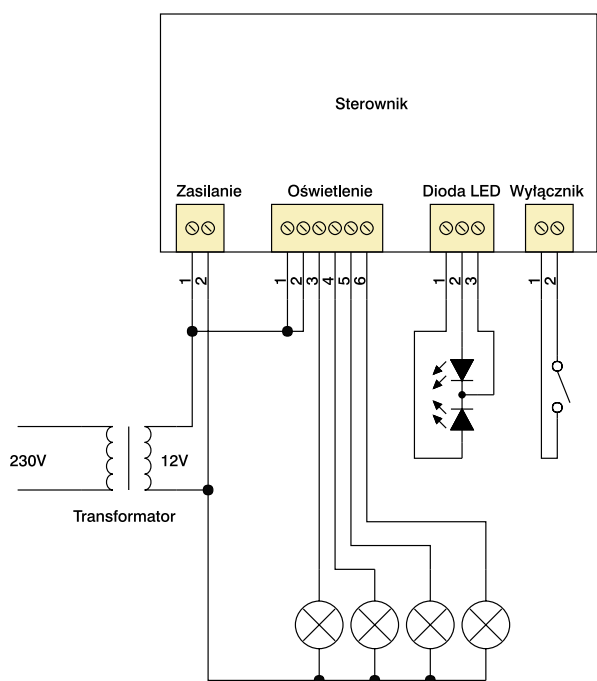 Sterownik
Zasilanie
Oświetlenie
Dioda LED
Wyłącznik
1
2
1
2
3
4
5
6
1
2
3
1
2
230V
12V
Transformator